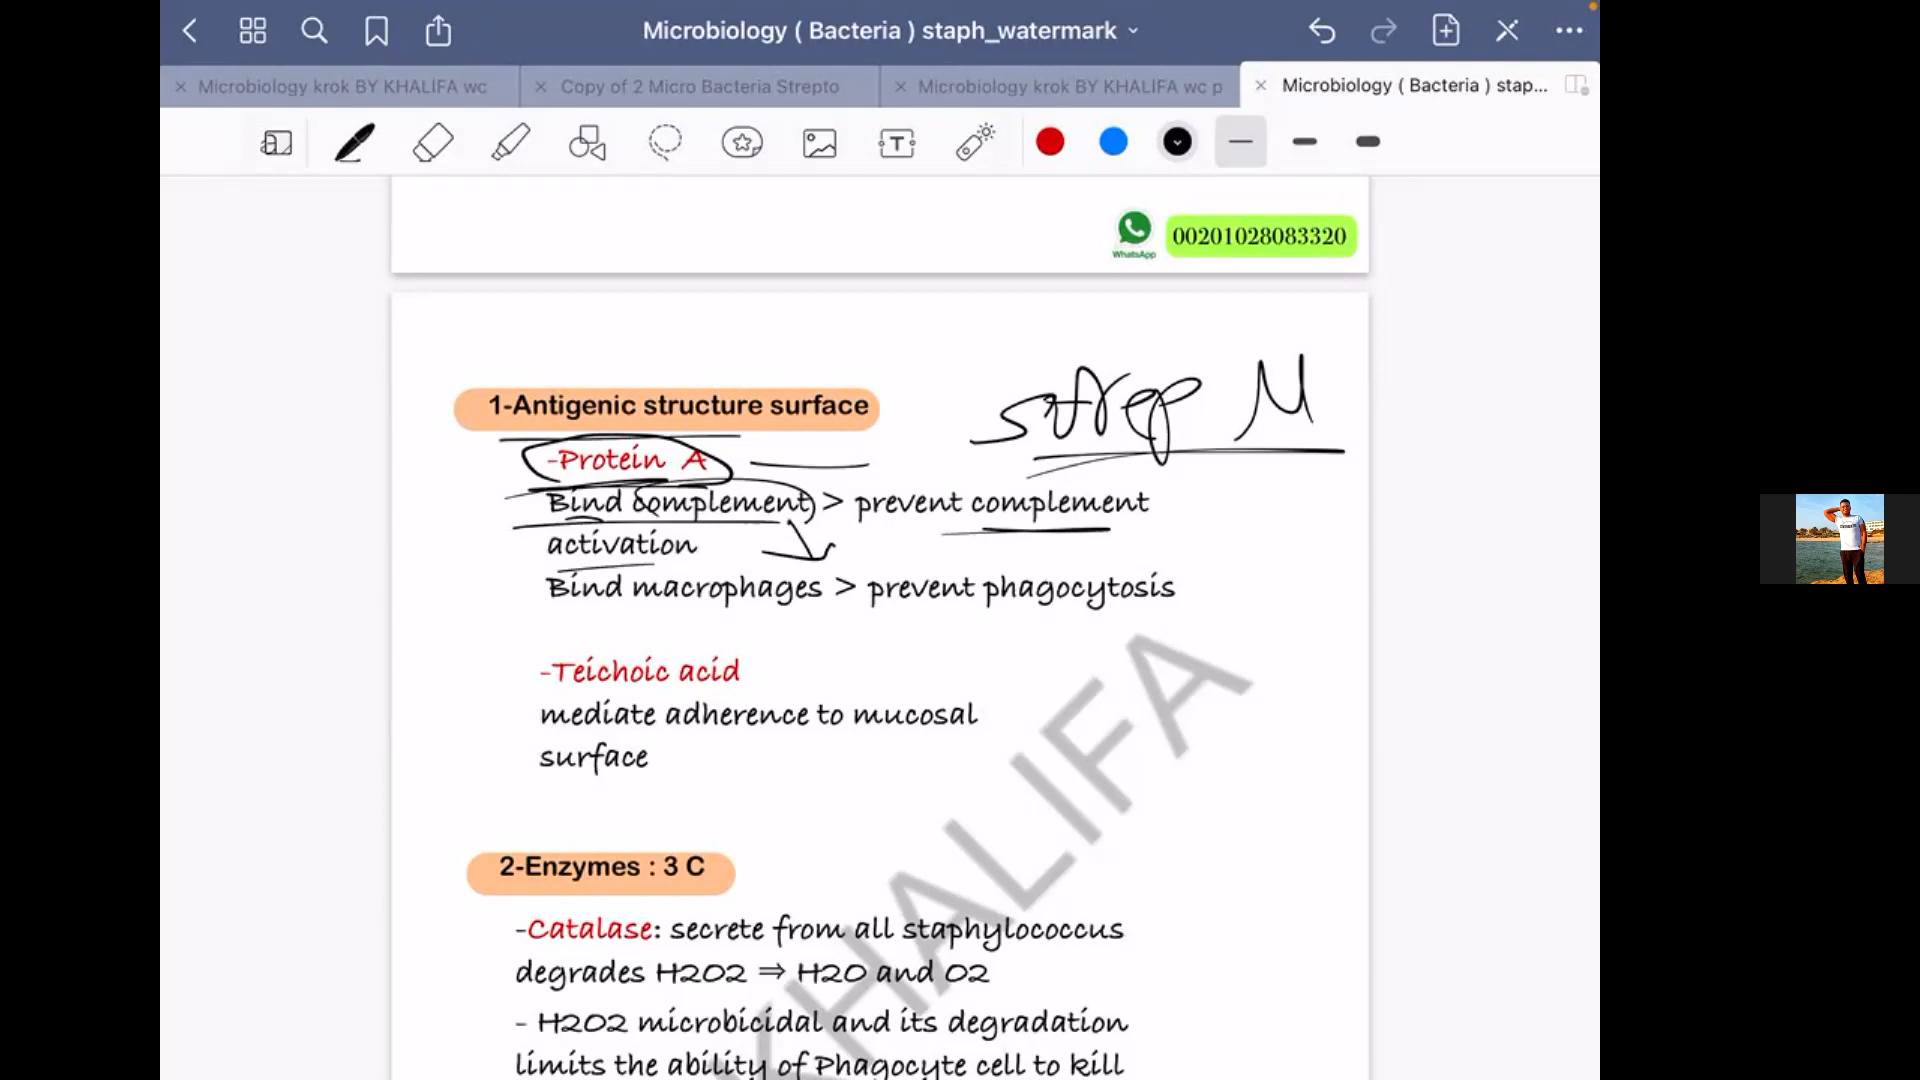 Microbiology ( Bacteria ) staph_watermark
Microbiology krok BY KHALIFA wc
Copy of 2 Micro Bacteria Strepto
Microbiology krok BY KHALIFA wc p
Microbiology ( Bacteria ) stap...
WhatsApp
00201028083320
strep M
1-Antigenic structure surface
-Protein A
Bind complement > prevent complement
activation
Bind macrophages > prevent phagocytosis
-Teichoic acid
mediate adherence to mucosal
surface
2-Enzymes : 3 C
-Catalase: secrete from all staphylococcus
degrades H2O2 ⇒ H2O and O2
- H2O2 microbicidal and its degradation
limits the ability of Phagocyte cell to kill
KHALIFA